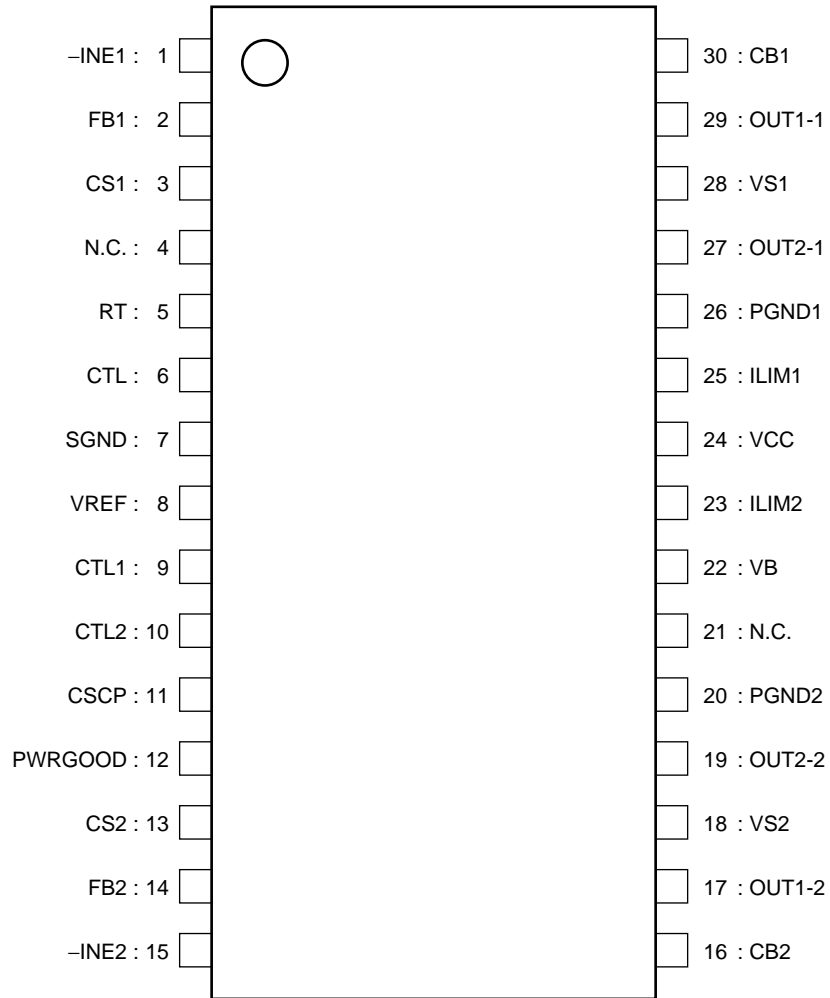 –INE1 : 1
FB1 : 2
CS1 : 3
N.C. : 4
RT : 5
CTL : 6
SGND : 7
VREF : 8
CTL1 : 9
CTL2 : 10
CSCP : 11
PWRGOOD : 12
CS2 : 13
FB2 : 14
–INE2 : 15
30 : CB1
29 : OUT1-1
28 : VS1
27 : OUT2-1
26 : PGND1
25 : ILIM1
24 : VCC
23 : ILIM2
22 : VB
21 : N.C.
20 : PGND2
19 : OUT2-2
18 : VS2
17 : OUT1-2
16 : CB2